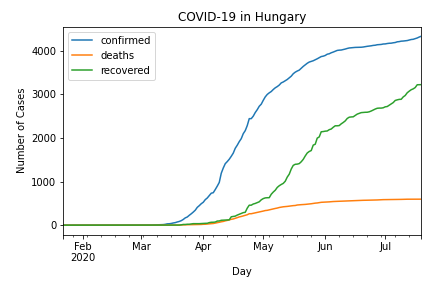 COVID-19 in Hungary
confirmed
deaths
recovered
Number of Cases
4000
3000
2000
1000
0
Feb Mar Apr May Jun Jul
2020
Day